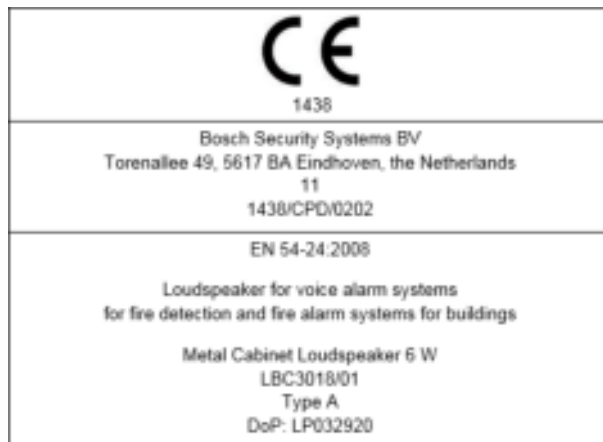 CE
1438
Bosch Security Systems BV
Torenallee 49, 5617 BA Eindhoven, the Netherlands
11
1438/CPD/0202
EN 54-24:2008
Loudspeaker for voice alarm systems
for fire detection and fire alarm systems for buildings
Metal Cabinet Loudspeaker 6 W
LBC3018/01
Type A
DoP: LP032920